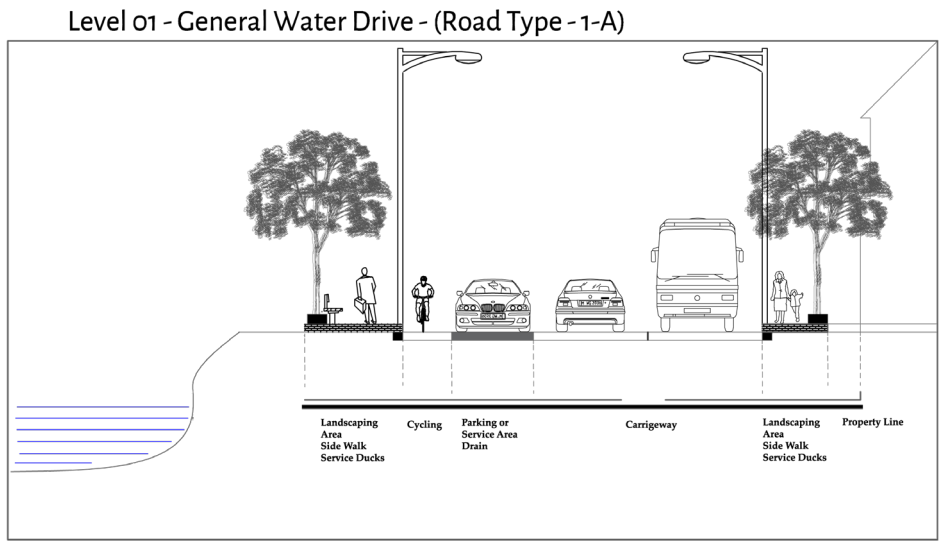 Level 01 - General Water Drive - (Road Type - 1-A)
Landscaping
Area
Side Walk
Service Ducks
Cycling
Parking or
Service Area
Drain
Carrigeway
Landscaping
Area
Side Walk
Service Ducks
Property Line